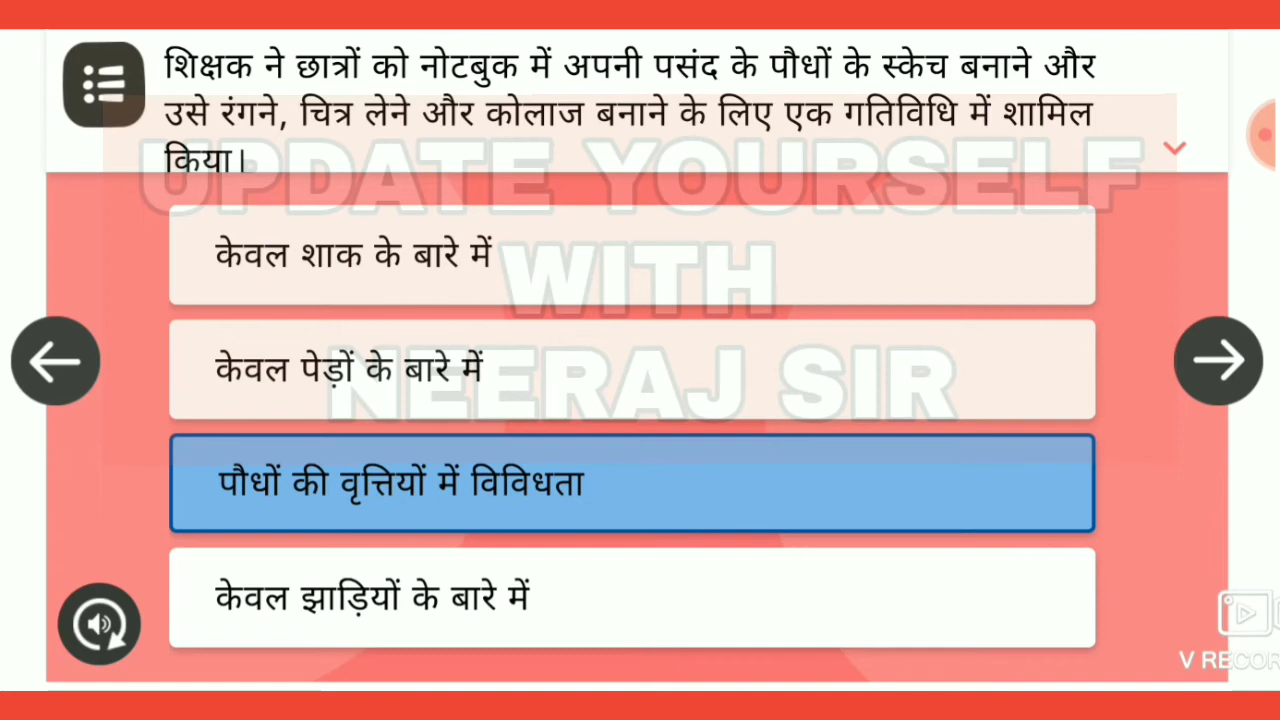 शिक्षक ने छात्रों को नोटबुक में अपनी पसंद के पौधों के स्केच बनाने और
उसे रंगने, चित्र लेने और कोलाज बनाने के लिए एक गतिविधि में शामिल
किया।
UPDATE YOURSELF
WITH
NEERAJ SIR
केवल शाक के बारे में
केवल पेड़ों के बारे में
पौधों की वृत्तियों में विविधता
केवल झाड़ियों के बारे में